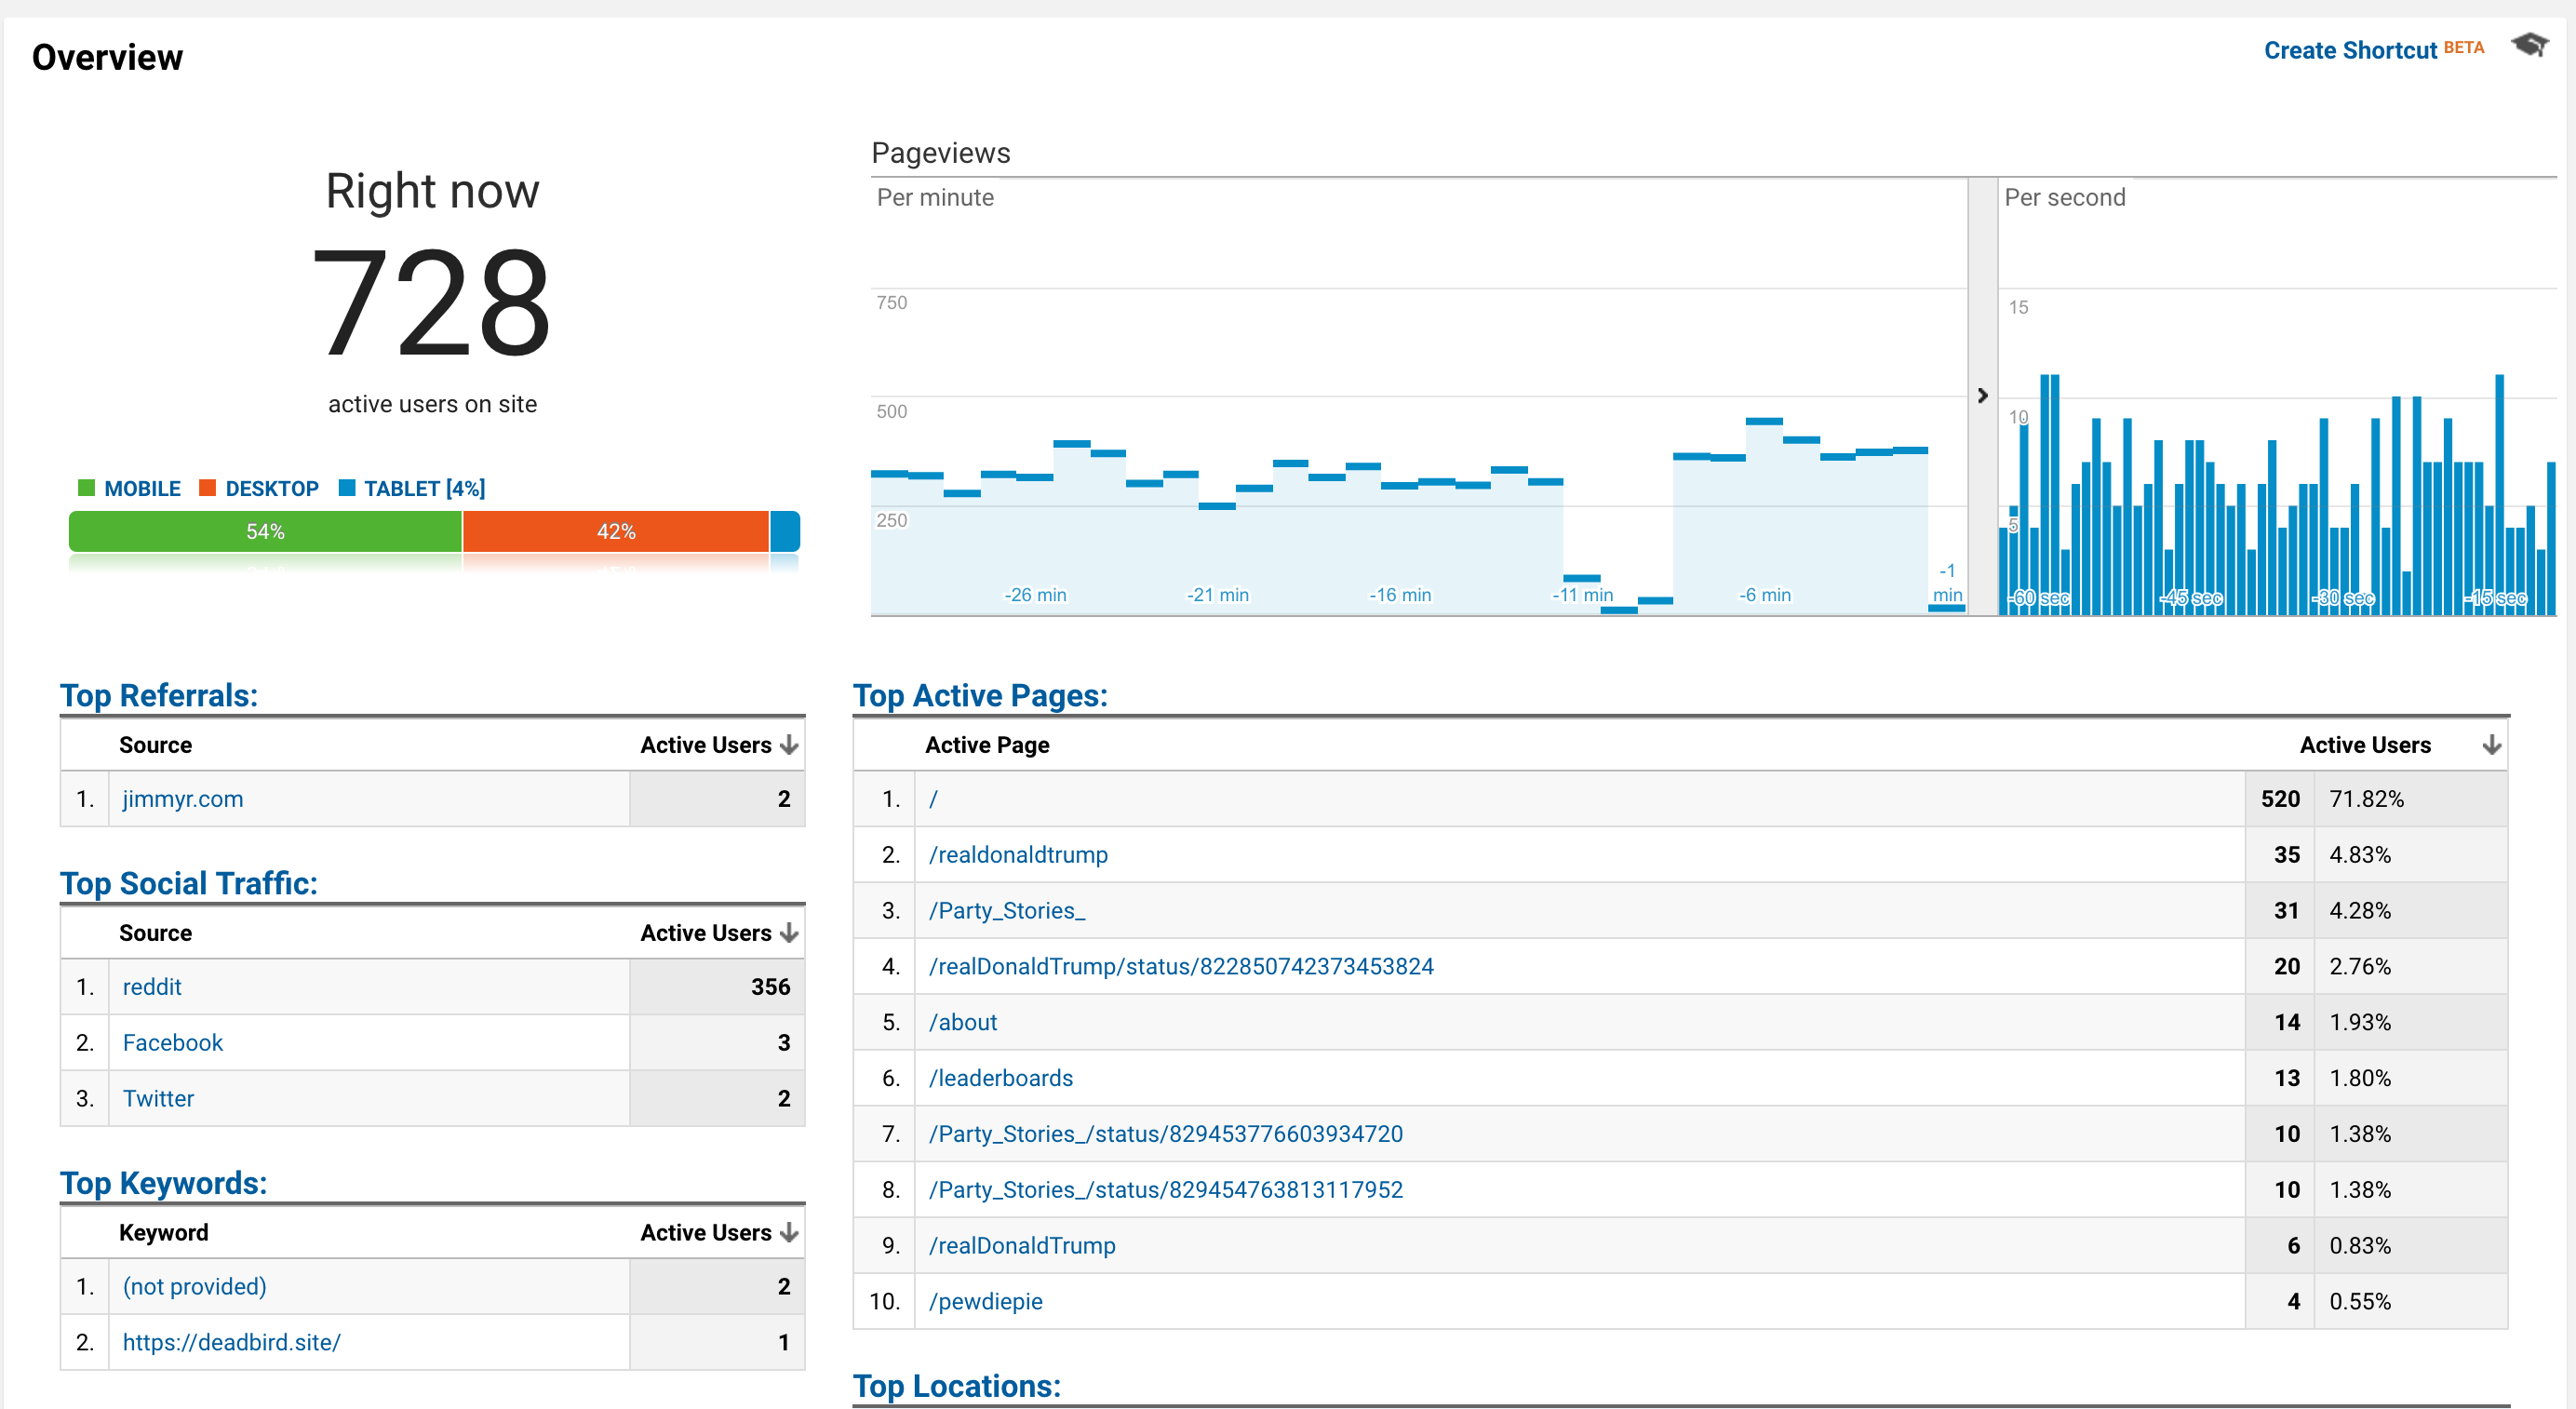 Overview
Create Shortcut BETA
Right now
728
active users on site
MOBILE DESKTOP TABLET [4%]
54% 42%
Pageviews
Per minute
750
500
250
-26 min -21 min -16 min -11 min -6 min -1 min
Per second
15
10
5
-60 sec -45 sec -30 sec -15 sec
Top Referrals:
Source Active Users
1. jimmyr.com 2
Top Social Traffic:
Source Active Users
1. reddit 356
2. Facebook 3
3. Twitter 2
Top Keywords:
Keyword Active Users
1. (not provided) 2
2. https://deadbird.site/ 1
Top Active Pages:
Active Page Active Users
1. / 520 71.82%
2. /realdonaldtrump 35 4.83%
3. /Party_Stories_ 31 4.28%
4. /realDonaldTrump/status/822850742373453824 20 2.76%
5. /about 14 1.93%
6. /leaderboards 13 1.80%
7. /Party_Stories_/status/829453776603934720 10 1.38%
8. /Party_Stories_/status/829454763813117952 10 1.38%
9. /realDonaldTrump 6 0.83%
10. /pewdiepie 4 0.55%
Top Locations: